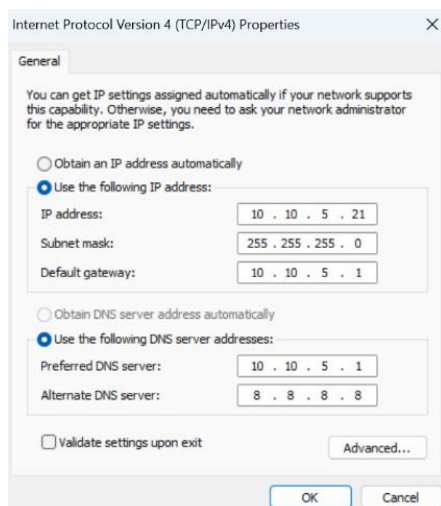 Internet Protocol Version 4 (TCP/IPv4) Properties
General
You can get IP settings assigned automatically if your network supports
this capability. Otherwise, you need to ask your network administrator
for the appropriate IP settings.
Obtain an IP address automatically
Use the following IP address:
IP address: 10 . 10 . 5 . 21
Subnet mask: 255 . 255 . 255 . 0
Default gateway: 10 . 10 . 5 . 1
Obtain DNS server address automatically
Use the following DNS server addresses:
Preferred DNS server: 10 . 10 . 5 . 1
Alternate DNS server: 8 . 8 . 8 . 8
Validate settings upon exit
Advanced...
OK Cancel